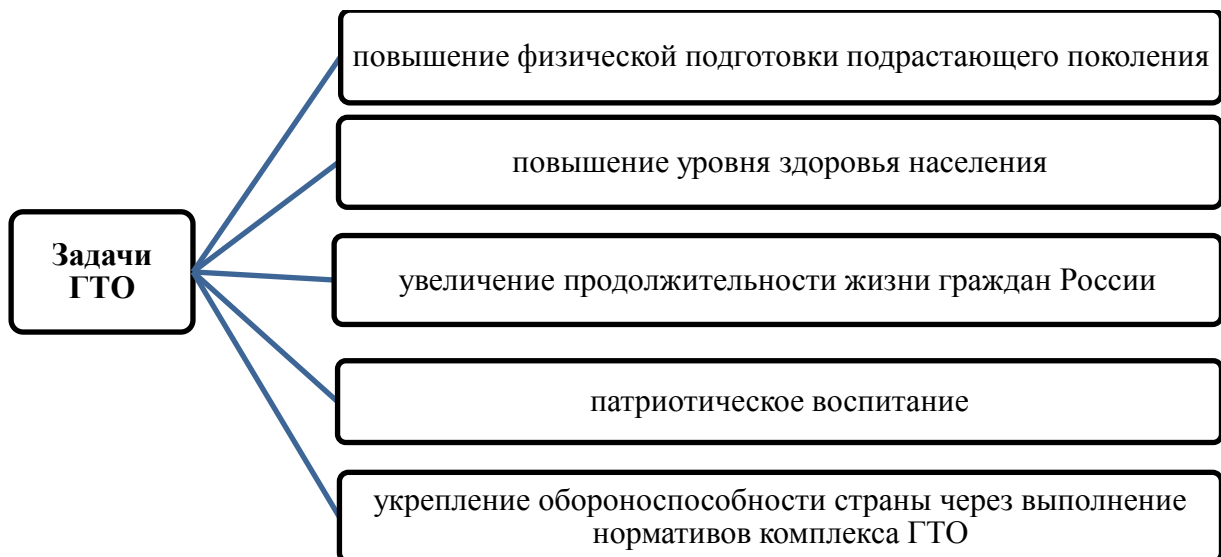 повышение физической подготовки подрастающего поколения
повышение уровня здоровья населения
Задачи
ГТО
увеличение продолжительности жизни граждан России
патриотическое воспитание
укрепление обороноспособности страны через выполнение
нормативов комплекса ГТО